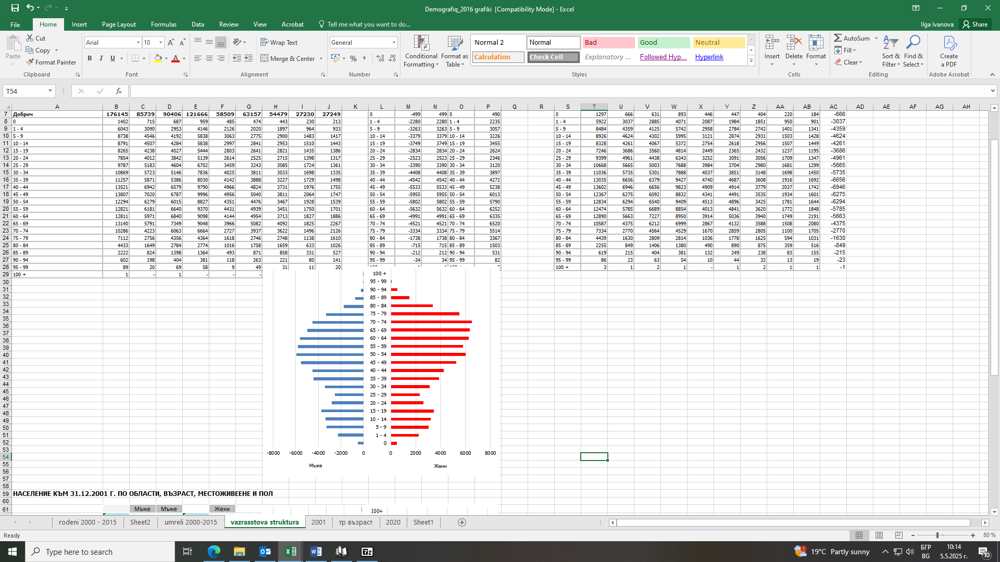 Demografiq_2016 grafiki [Compatibility Mode] - Excel
File Home Insert Page Layout Formulas Data Review View Acrobat Tell me what you want to do... Ilga Ivanova Share
Paste Cut Copy Format Painter Clipboard
Arial 10 B I U Font
Wrap Text Merge & Center Alignment
General % Number
Conditional Formatting Format as Table
Normal 2 Normal Bad Good Neutral
Calculation Check Cell Explanatory ... Followed Hyp... Hyperlink
Styles
Insert Delete Format Cells
AutoSum Fill Clear Sort & Filter Find & Select Editing
Create a PDF Adobe Acrobat
T54 fx
A B C D E F G H I J K L M N O P Q R S T U V W X Y Z AA AB AC AD AE AF AG AH
7 Добрич 176145 85739 90406 121666 58509 63157 54479 27230 27249 0 -499 499 0 490 0 1297 666 631 893 446 447 404 220 184 -666
8 0 1402 715 687 959 485 474 443 230 213 1 - 4 -2280 2280 1 - 4 2235 1 - 4 5922 3037 2885 4071 2087 1984 1851 950 901 -3037
9 1 - 4 6043 3090 2953 4146 2126 2020 1897 964 933 5 - 9 -3263 3263 5 - 9 3057 5 - 9 8484 4359 4125 5742 2958 2784 2742 1401 1341 -4359
10 5 - 9 8738 4546 4192 5838 3063 2775 2900 1483 1417 10 - 14 -3379 3379 10 - 14 3226 10 - 14 8926 4624 4302 5995 3121 2874 2931 1503 1428 -4624
11 10 - 14 8791 4507 4284 5838 2997 2841 2953 1510 1443 15 - 19 -3749 3749 15 - 19 3455 15 - 19 8328 4261 4067 5372 2754 2618 2956 1507 1449 -4261
12 15 - 19 8265 4238 4027 5444 2803 2641 2821 1435 1386 20 - 24 -2834 2834 20 - 24 2624 20 - 24 7246 3686 3560 4814 2449 2365 2432 1237 1195 -3686
13 20 - 24 7854 4012 3842 5139 2614 2525 2715 1398 1317 25 - 29 -2523 2523 25 - 29 2346 25 - 29 9399 4961 4438 6343 3252 3091 3056 1709 1347 -4961
14 25 - 29 9787 5183 4604 6702 3459 3243 3085 1724 1361 30 - 34 -3390 3390 30 - 34 3120 30 - 34 10668 5665 5003 7688 3984 3704 2980 1681 1299 -5665
15 30 - 34 10869 5723 5146 7836 4025 3811 3033 1698 1335 35 - 39 -4408 4408 35 - 39 3897 35 - 39 11036 5735 5301 7888 4037 3851 3148 1698 1450 -5735
16 35 - 39 11257 5871 5386 8030 4142 3888 3227 1729 1498 40 - 44 -4542 4542 40 - 44 4272 40 - 44 13035 6656 6379 9427 4740 4687 3608 1916 1692 -6656
17 40 - 44 13521 6942 6579 9790 4966 4824 3731 1976 1755 45 - 49 -5533 5533 45 - 49 5238 45 - 49 13602 6946 6656 9823 4909 4914 3779 2037 1742 -6946
18 45 - 49 13807 7020 6787 9996 4956 5040 3811 2064 1747 50 - 54 -5955 5955 50 - 54 6013 50 - 54 12367 6275 6092 8832 4341 4491 3535 1934 1601 -6275
19 50 - 54 12294 6279 6015 8827 4351 4476 3467 1928 1539 55 - 59 -5802 5802 55 - 59 5790 55 - 59 12834 6294 6540 9409 4513 4896 3425 1781 1644 -6294
20 55 - 59 12821 6181 6640 9370 4431 4939 3451 1750 1701 60 - 64 -5632 5632 60 - 64 6252 60 - 64 12474 5785 6689 8854 4013 4841 3620 1772 1848 -5785
21 60 - 64 12811 5971 6840 9098 4144 4954 3713 1827 1886 65 - 69 -4991 4991 65 - 69 6335 65 - 69 12890 5663 7227 8950 3914 5036 3940 1749 2191 -5663
22 65 - 69 13140 5791 7349 9048 3966 5082 4092 1825 2267 70 - 74 -4521 4521 70 - 74 6520 70 - 74 10587 4375 6212 6999 2867 4132 3588 1508 2080 -4375
23 70 - 74 10286 4223 6063 6664 2727 3937 3622 1496 2126 75 - 79 -3334 3334 75 - 79 5514 75 - 79 7334 2770 4564 4529 1670 2859 2805 1100 1705 -2770
24 75 - 79 7112 2756 4356 4364 1618 2746 2748 1138 1610 80 - 84 -1738 1738 80 - 84 3367 80 - 84 4439 1630 2809 2814 1036 1778 1625 594 1031 -1630
25 80 - 84 4433 1649 2784 2774 1016 1758 1659 633 1026 85 - 89 -715 715 85 - 89 1503 85 - 89 2255 849 1406 1380 490 890 875 359 516 -849
26 85 - 89 2222 824 1398 1364 493 871 858 331 527 90 - 94 -212 212 90 - 94 531 90 - 94 619 215 404 381 132 249 238 83 155 -215
27 90 - 94 602 198 404 381 118 263 221 80 141 95 - 99 -34 34 95 - 99 82 95 - 99 86 23 63 54 10 44 32 13 19 -23
28 95 - 99 89 20 69 58 9 49 31 11 20 100 + 3 1 2 1 - 1 2 1 1 -1
29 100 + 1 - 1 - - -
30
31
32
33
34
35
36
37
38
39
40
41
42
43
44
45
46
47
48
49
50
51
52
53
54
55
56
57
58
100 +
95 - 99
90 - 94
85 - 89
80 - 84
75 - 79
70 - 74
65 - 69
60 - 64
55 - 59
50 - 54
45 - 49
40 - 44
35 - 39
30 - 34
25 - 29
20 - 24
15 - 19
10 - 14
5 - 9
1 - 4
0
-8000 -6000 -4000 -2000 0 0 2000 4000 6000 8000
Мъже Жени
59 НАСЕЛЕНИЕ КЪМ 31.12.2001 Г. ПО ОБЛАСТИ, ВЪЗРАСТ, МЕСТОЖИВЕЕНЕ И ПОЛ
60
61 Мъже Мъже Жени 100+
rodeni 2000 - 2015 Sheet2 umreli 2000-2015 vazrasstova struktura 2001 тр възраст 2020 Sheet1
Ready 80 %
Type here to search 19°C Partly sunny БГР BG 10:14 5.5.2025 г. 10